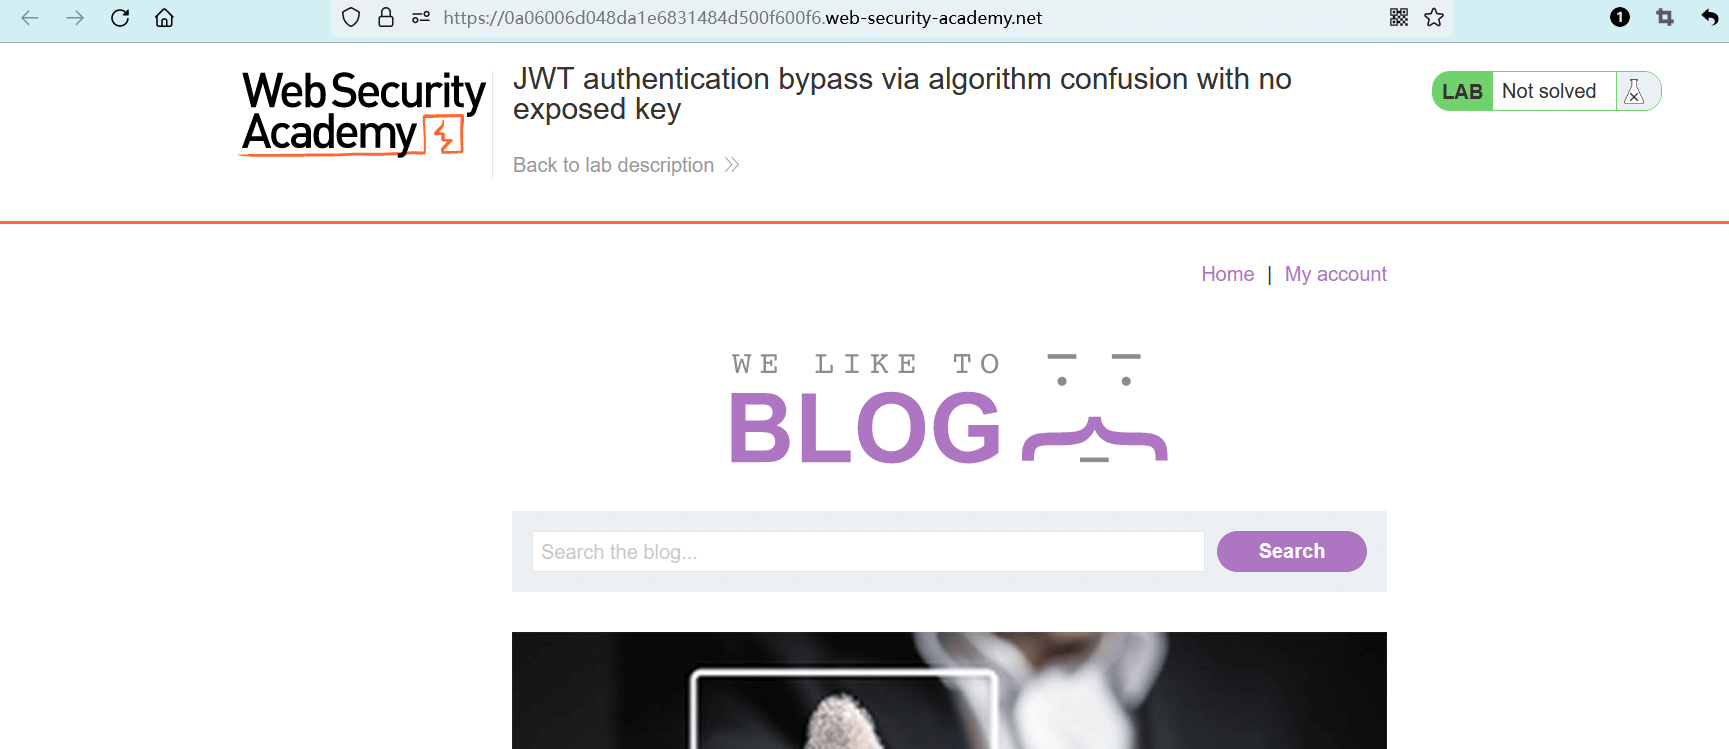 https://0a06006d048da1e6831484d500f600f6.web-security-academy.net
1
Web Security
Academy
JWT authentication bypass via algorithm confusion with no
exposed key
Back to lab description
LAB Not solved
Home | My account
WE LIKE TO
BLOG
Search the blog...
Search